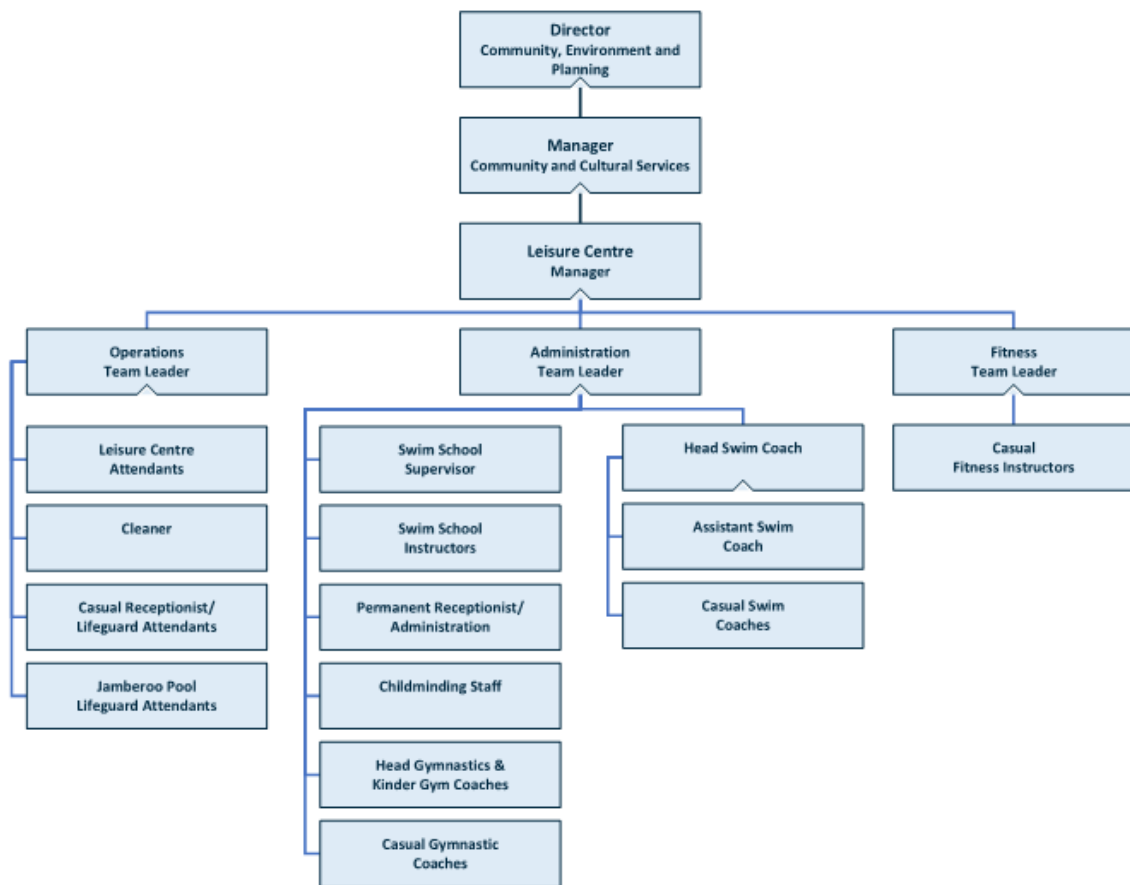 Director
Community, Environment and
Planning
Manager
Community and Cultural Services
Leisure Centre
Manager
Operations
Team Leader
Administration
Team Leader
Fitness
Team Leader
Leisure Centre
Attendants
Cleaner
Casual Receptionist/
Lifeguard Attendants
Jamberoo Pool
Lifeguard Attendants
Swim School
Supervisor
Swim School
Instructors
Permanent Receptionist/
Administration
Childminding Staff
Head Gymnastics &
Kinder Gym Coaches
Casual Gymnastic
Coaches
Head Swim Coach
Assistant Swim
Coach
Casual Swim
Coaches
Casual
Fitness Instructors